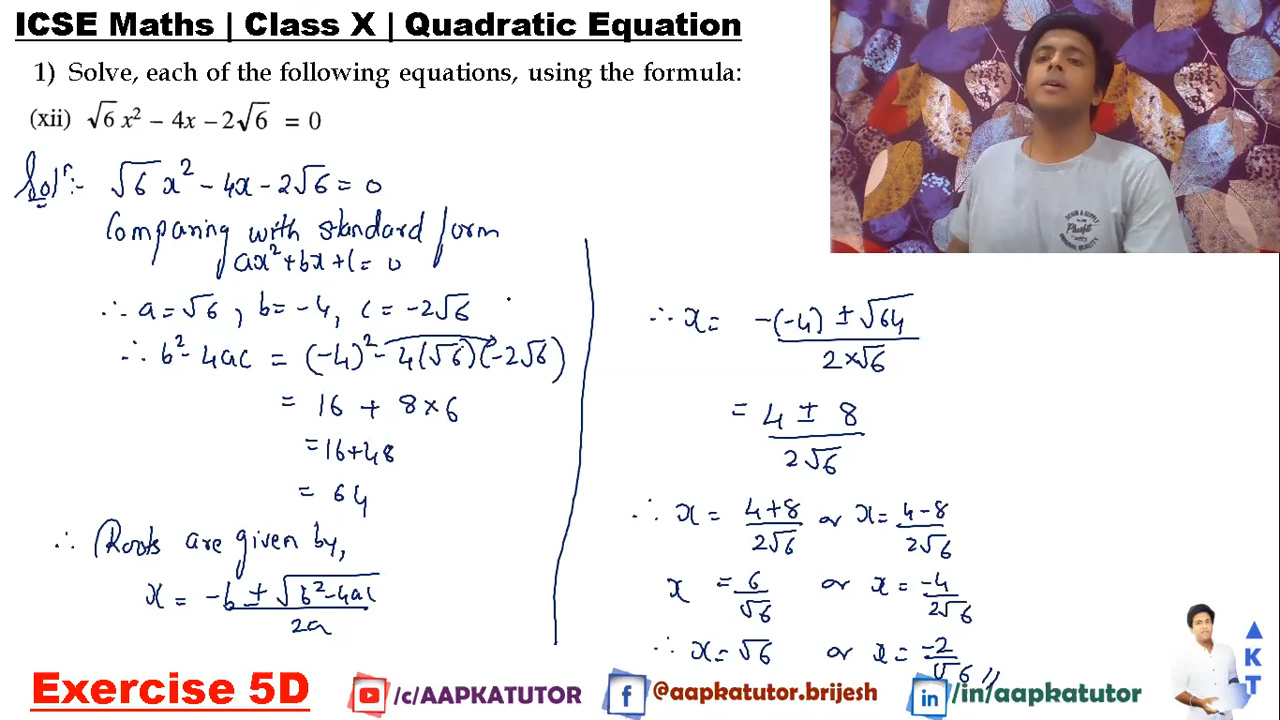 ICSE Maths | Class X | Quadratic Equation
1) Solve, each of the following equations, using the formula:
(xii) √6 x² – 4x – 2√6 = 0
Solⁿ:- √6 x² - 4x - 2√6 = 0
Comparing with standard form
ax² + bx + c = 0
∴ a = √6 , b = -4, c = -2√6
∴ b² - 4ac = (-4)² - 4(√6)(-2√6)
= 16 + 8×6
= 16+48
= 64
∴ Roots are given by,
x = -b ± √b²-4ac / 2a
∴ x = -(-4) ± √64 / 2×√6
= 4 ± 8 / 2√6
∴ x = 4+8 / 2√6 or x = 4-8 / 2√6
x = 6 / √6 or x = -4 / 2√6
∴ x = √6 or x = -2 / √6 //
Exercise 5D
/c/AAPKATUTOR
f @aapkatutor.brijesh
in /in/aapkatutor
A
K
T